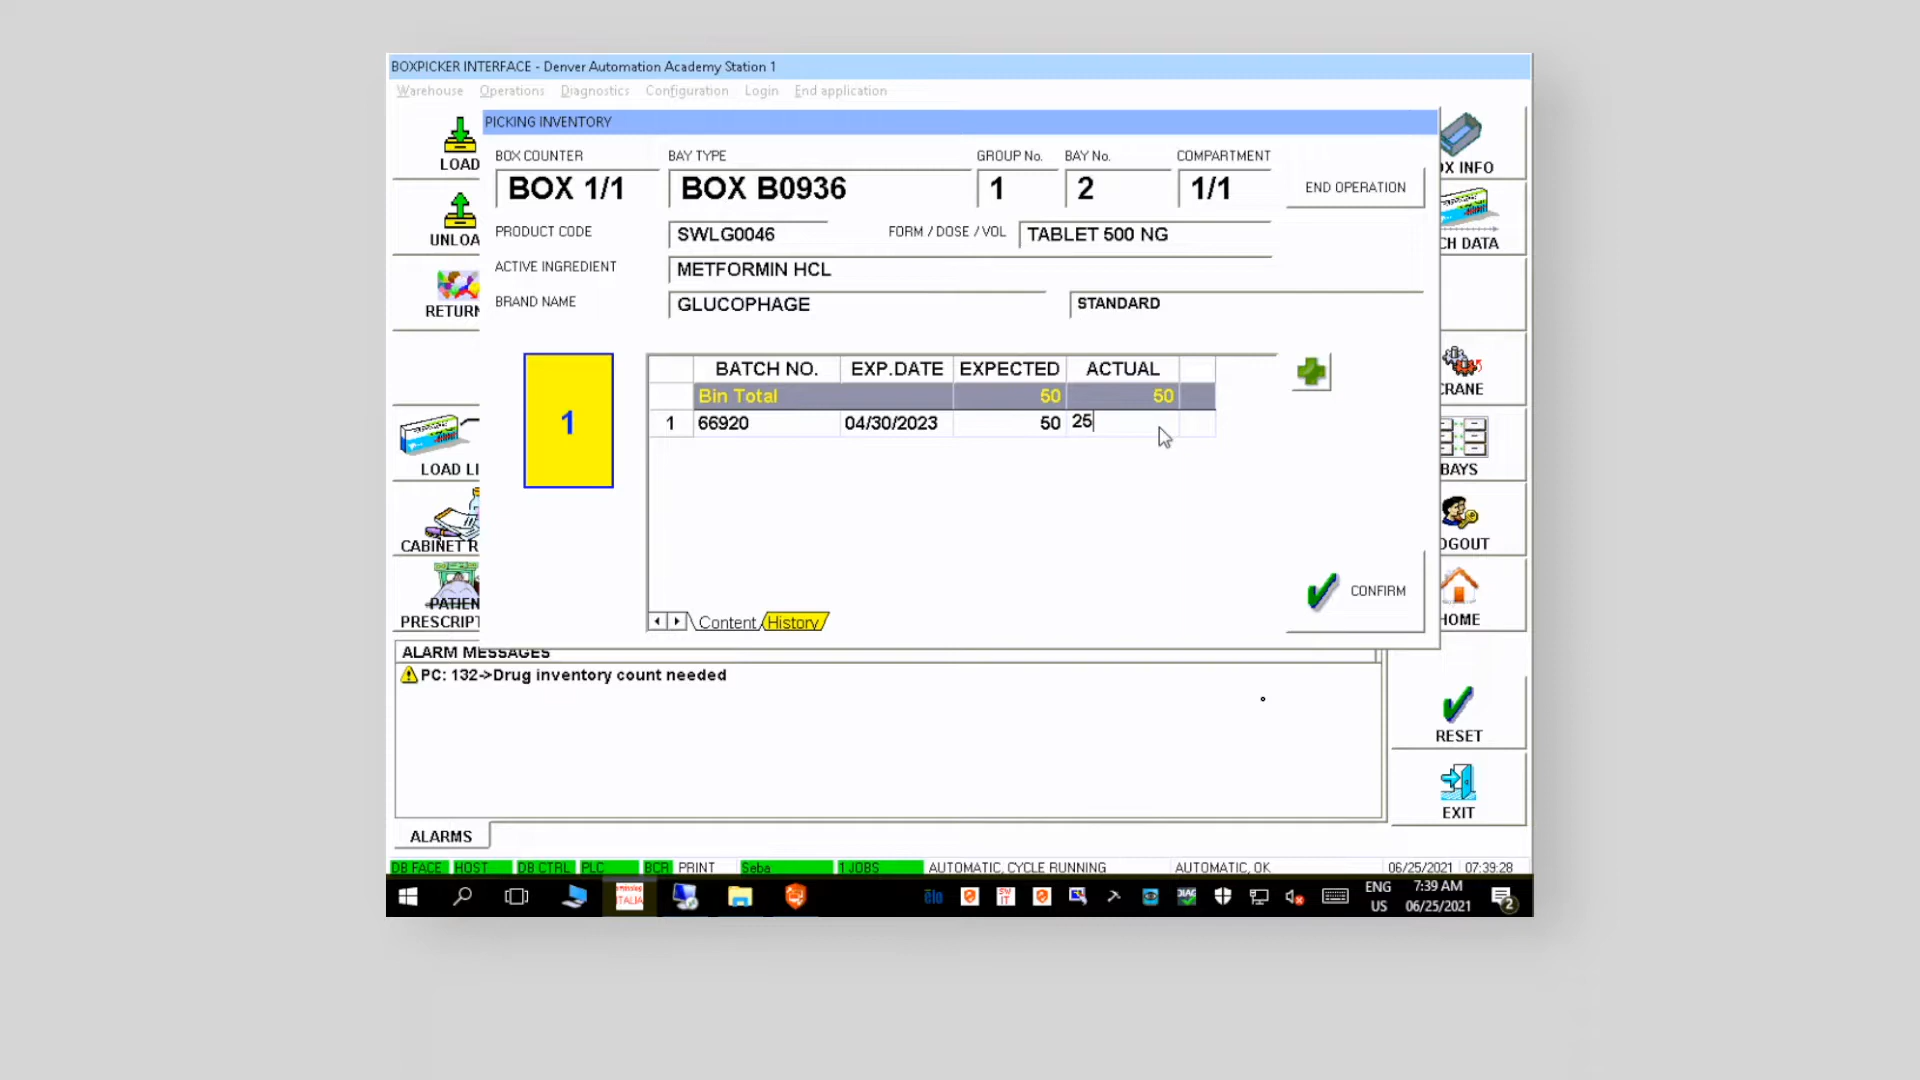 BOXPICKER INTERFACE - Denver Automation Academy Station 1
Warehouse Operations Diagnostics Configuration Login End application
PICKING INVENTORY
BOX COUNTER BAY TYPE GROUP No. BAY No. COMPARTMENT
BOX 1/1 BOX B0936 1 2 1/1 END OPERATION
PRODUCT CODE SWLG0046 FORM / DOSE / VOL TABLET 500 NG
ACTIVE INGREDIENT METFORMIN HCL
BRAND NAME GLUCOPHAGE STANDARD
LOAD
UNLOA
RETURN
LOAD LI
CABINET R
PATIEN
PRESCRIPT
1
BATCH NO. EXP.DATE EXPECTED ACTUAL
Bin Total 50 50
1 66920 04/30/2023 50 25
CONFIRM
Content History
X INFO
CH DATA
CRANE
BAYS
OGOUT
HOME
ALARM MESSAGES
PC: 132->Drug inventory count needed
RESET
EXIT
ALARMS
DB FACE HOST DB CTRL PLC BCR PRINT Seba 1 JOBS AUTOMATIC, CYCLE RUNNING AUTOMATIC, OK 06/25/2021 07:39:28
ENG 7:39 AM
US 06/25/2021 2